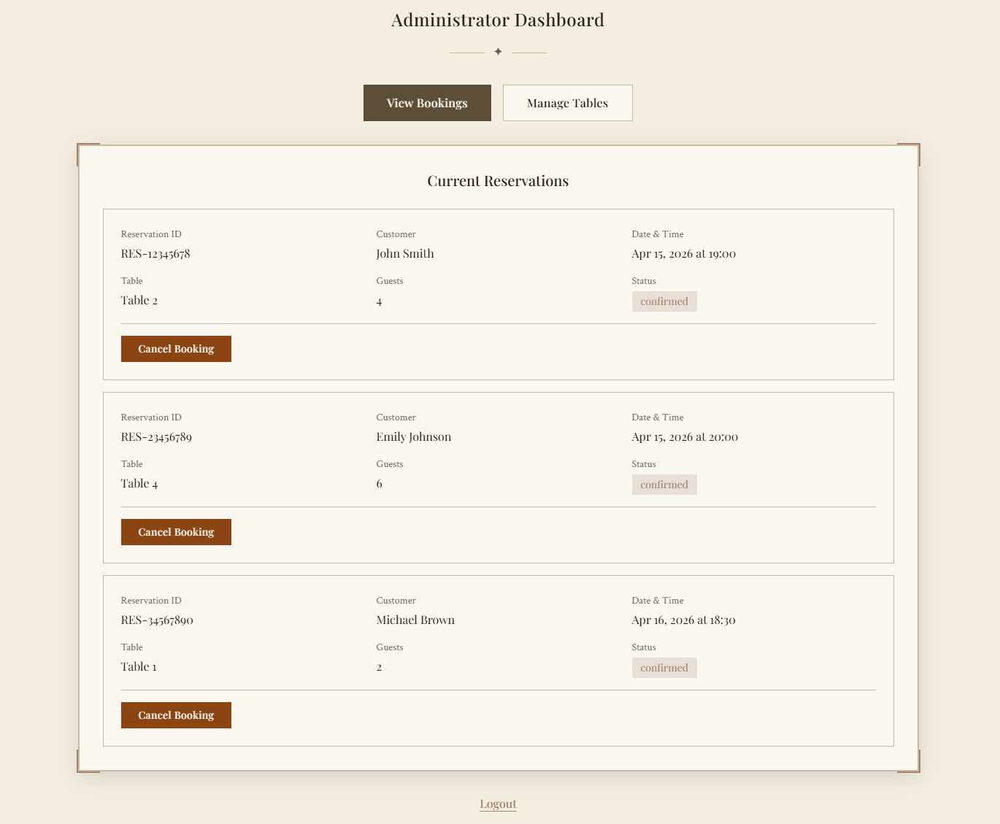 Administrator Dashboard
View Bookings Manage Tables
Current Reservations
Reservation ID Customer Date & Time
RES-12345678 John Smith Apr 15, 2026 at 19:00
Table Guests Status
Table 2 4 confirmed
Cancel Booking
Reservation ID Customer Date & Time
RES-23456789 Emily Johnson Apr 15, 2026 at 20:00
Table Guests Status
Table 4 6 confirmed
Cancel Booking
Reservation ID Customer Date & Time
RES-34567890 Michael Brown Apr 16, 2026 at 18:30
Table Guests Status
Table 1 2 confirmed
Cancel Booking
Logout